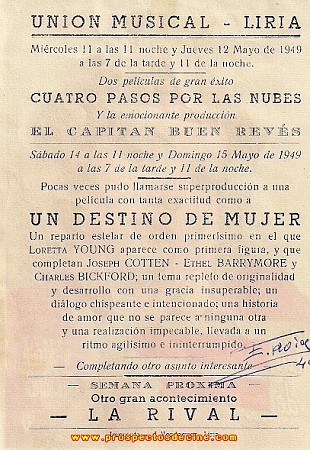 UNION MUSICAL - LIRIA
Miércoles 11 a las 11 noche y Jueves 12 Mayo de 1949
a las 7 de la tarde y 11 de la noche.
Dos películas de gran éxito
CUATRO PASOS POR LAS NUBES
Y la emocionante producción
EL CAPITAN BUEN REVÉS
Sábado 14 a las 11 noche y Domingo 15 Mayo de 1949
a las 7 de la tarde y 11 de la noche.
Pocas veces pudo llamarse superproducción a una
película con tanta exactitud como a
UN DESTINO DE MUJER
Un reparto estelar de orden primerísimo en el que
LORETTA YOUNG aparece como primera figura, y que
completan JOSEPH COTTEN - ETHEL BARRYMORE y
CHARLES BICKFORD; un tema repleto de originalidad
y desarrollo con una gracia insuperable; un
diálogo chispeante e intencionado; una historia
de amor que no se parece a ninguna otra
y una realización impecable, llevada a un
ritmo agilísimo e ininterrumpido.
— Completando otro asunto interesante
— SEMANA PROXIMA —
Otro gran acontecimiento
— LA RIVAL —
www.prospectosdecine.com